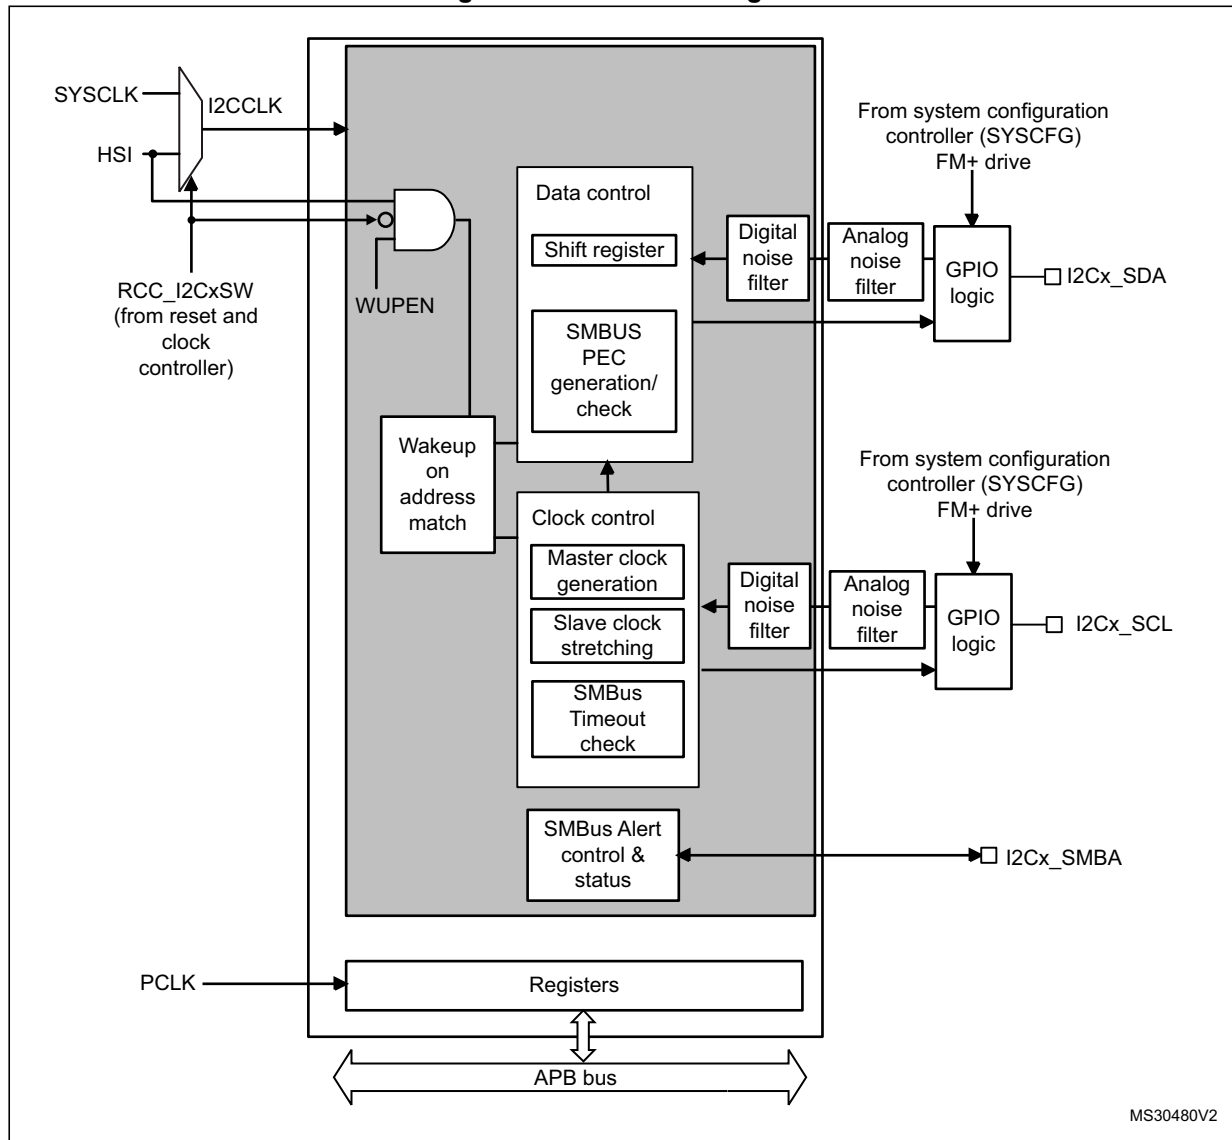 SYSCLK
I2CCLK
HSI
RCC_I2CxSW
(from reset and
clock
controller)
WUPEN
Data control
Shift register
SMBUS
PEC
generation/
check
Wakeup
on
address
match
Clock control
Master clock
generation
Slave clock
stretching
SMBus
Timeout
check
SMBus Alert
control &
status
Digital
noise
filter
Analog
noise
filter
From system configuration
controller (SYSCFG)
FM+ drive
GPIO
logic
I2Cx_SDA
From system configuration
controller (SYSCFG)
FM+ drive
Digital
noise
filter
Analog
noise
filter
GPIO
logic
I2Cx_SCL
I2Cx_SMBA
PCLK
Registers
APB bus
MS30480V2